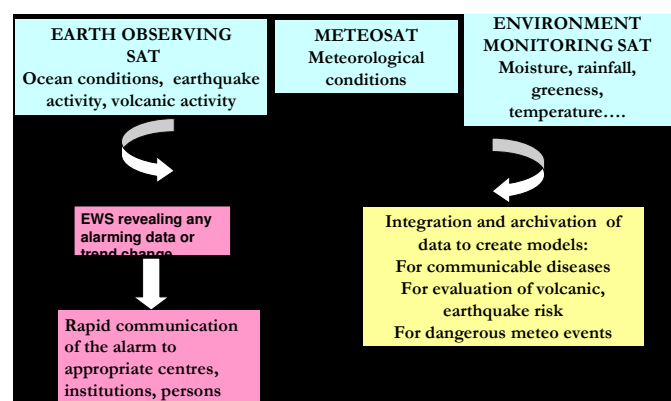 EARTH OBSERVING
SAT
Ocean conditions, earthquake
activity, volcanic activity
METEOSAT
Meteorological
conditions
ENVIRONMENT
MONITORING SAT
Moisture, rainfall,
greeness,
temperature….
EWS revealing any
alarming data or
trend change
Rapid communication
of the alarm to
appropriate centres,
institutions, persons
Integration and archivation of
data to create models:
For communicable diseases
For evaluation of volcanic,
earthquake risk
For dangerous meteo events